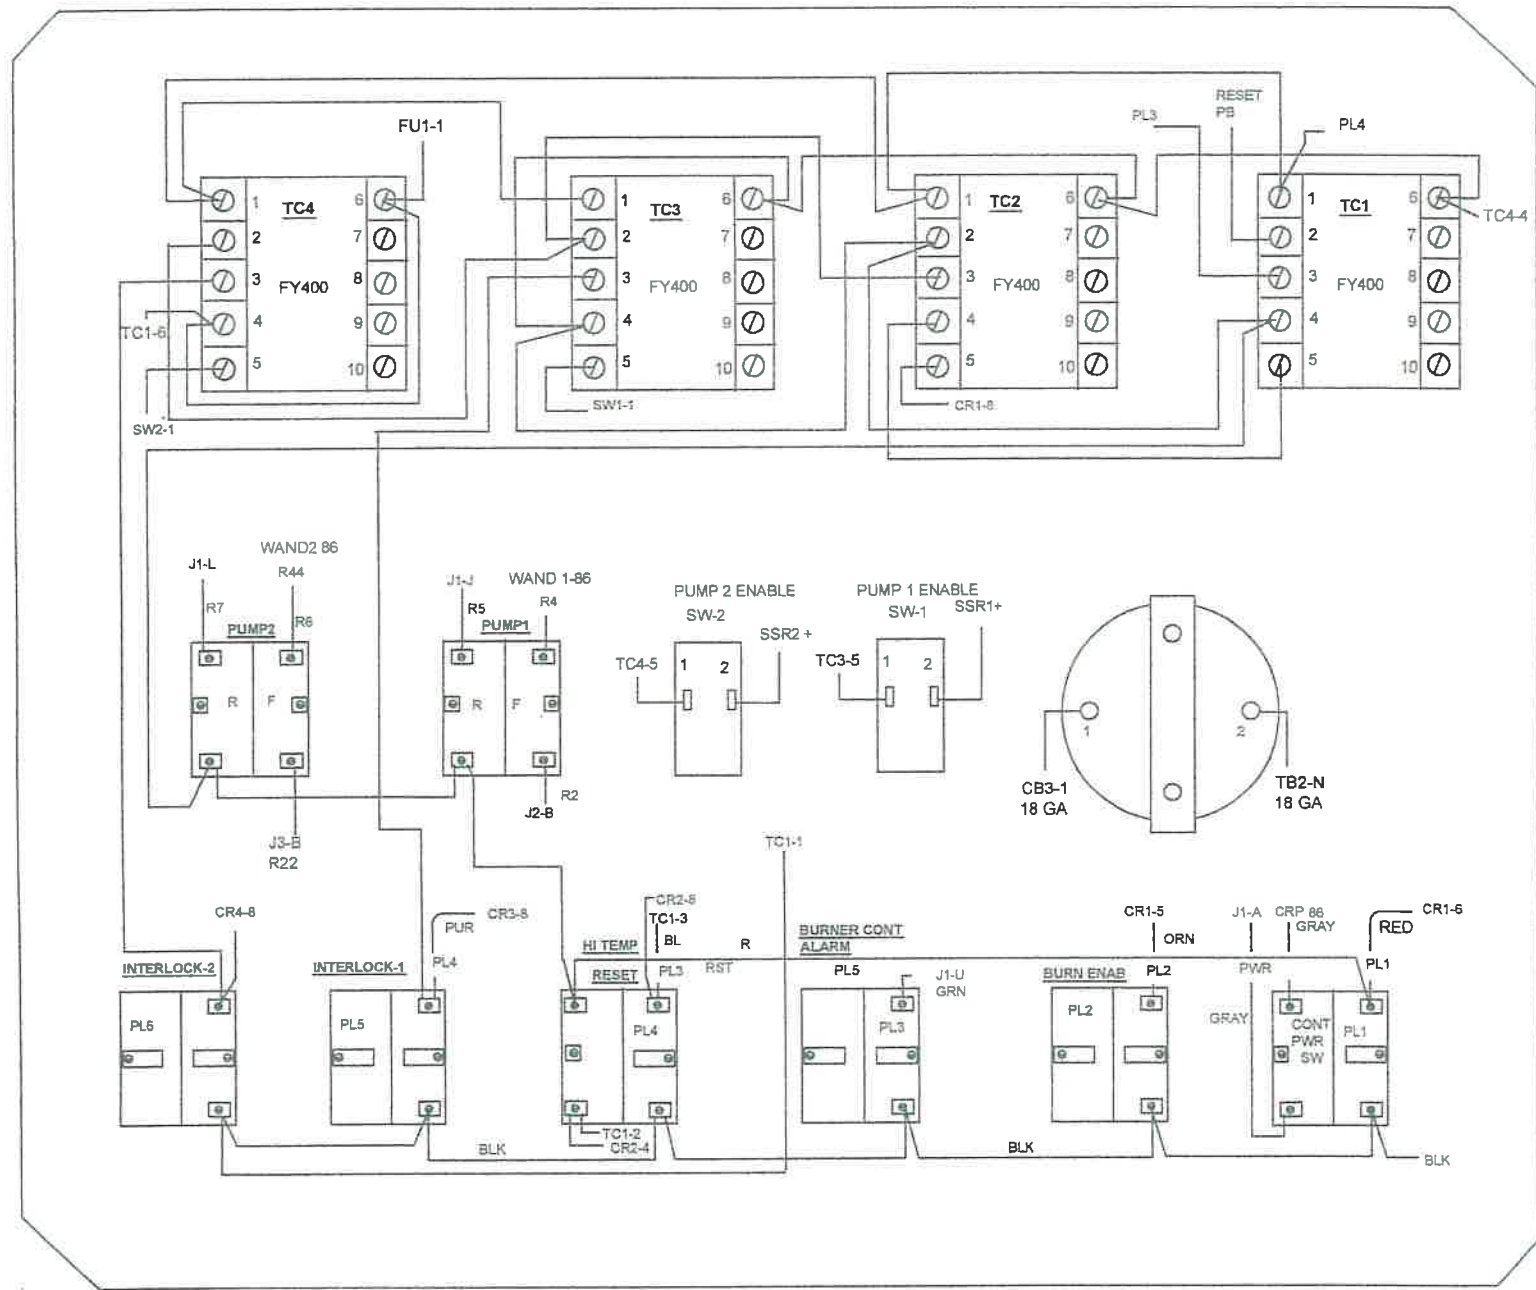 FU1-1
PL3
RESET
PB
PL4
1
TC4
6
2
7
3
FY400
8
4
9
5
10
TC1-6
SW2-1
1
TC3
6
2
7
3
FY400
8
4
9
5
10
SW1-1
1
TC2
6
2
7
3
FY400
8
4
9
5
10
CR1-8
1
TC1
6
2
7
3
FY400
8
4
9
5
10
TC4-4
J1-L
WAND2 86
R44
R7
R6
PUMP2
R
F
J3-B
R22
J1-J
WAND 1-86
R5
R4
PUMP1
R
F
R2
J2-B
PUMP 2 ENABLE
SW-2
SSR2 +
TC4-5
1
2
PUMP 1 ENABLE
SW-1
SSR1+
TC3-5
1
2
1
2
CB3-1
18 GA
TB2-N
18 GA
TC1-1
CR4-8
INTERLOCK-2
PL6
CR3-8
PUR
PL4
INTERLOCK-1
PL5
CR2-8
TC1-3
BL
HI TEMP
RESET
PL3
PL4
R
RST
TC1-2
CR2-4
BLK
BURNER CONT
ALARM
PL5
J1-U
GRN
PL3
BLK
CR1-5
ORN
BURN ENAB
PL2
PL2
J1-A
CRP 86
GRAY
PWR
GRAY
CR1-6
RED
PL1
CONT
PWR
SW
PL1
BLK